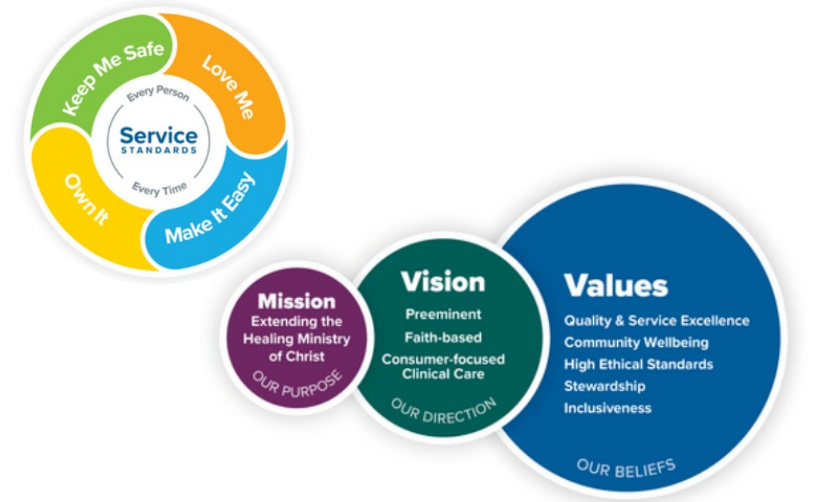 Keep Me Safe
Love Me
Own It
Make It Easy
Every Person
Service
STANDARDS
Every Time
Mission
Extending the
Healing Ministry
of Christ
OUR PURPOSE
Vision
Preeminent
Faith-based
Consumer-focused
Clinical Care
OUR DIRECTION
Values
Quality & Service Excellence
Community Wellbeing
High Ethical Standards
Stewardship
Inclusiveness
OUR BELIEFS